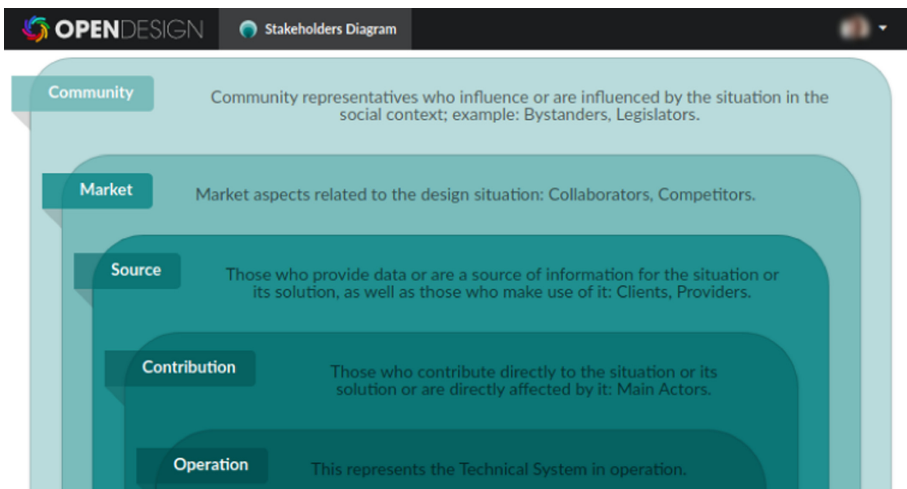 OPENDESIGN
Stakeholders Diagram
Community
Community representatives who influence or are influenced by the situation in the
social context; example: Bystanders, Legislators.
Market
Market aspects related to the design situation: Collaborators, Competitors.
Source
Those who provide data or are a source of information for the situation or
its solution, as well as those who make use of it: Clients, Providers.
Contribution
Those who contribute directly to the situation or its
solution or are directly affected by it: Main Actors.
Operation
This represents the Technical System in operation.